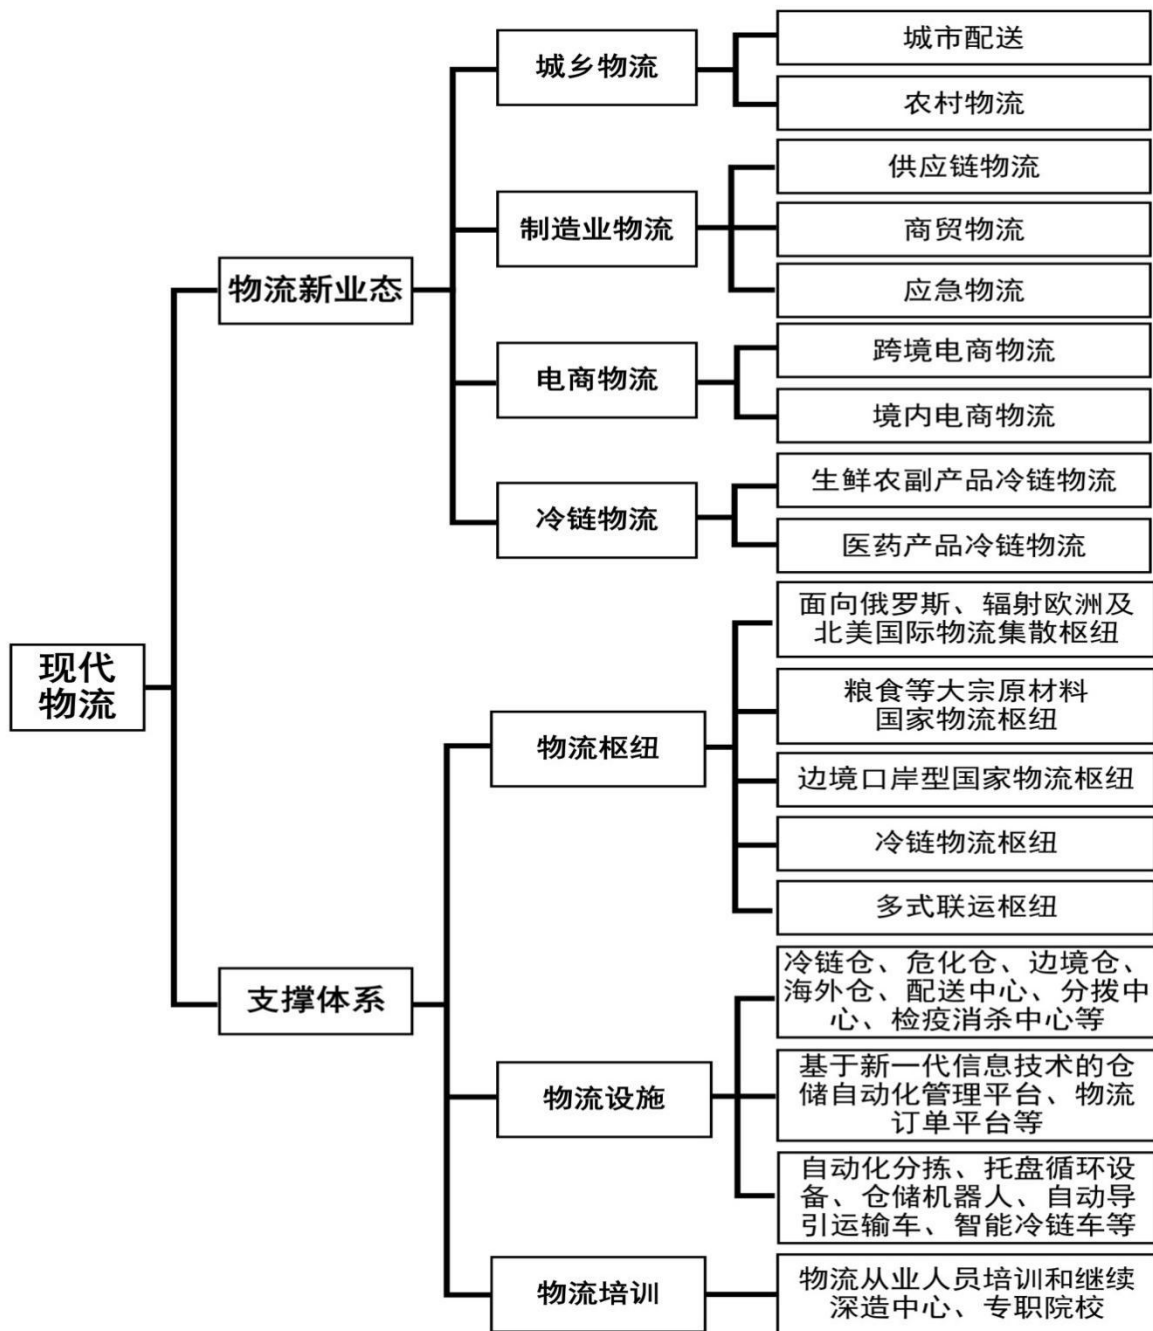 城乡物流
城市配送
农村物流
制造业物流
供应链物流
商贸物流
应急物流
物流新业态
电商物流
跨境电商物流
境内电商物流
冷链物流
生鲜农副产品冷链物流
医药产品冷链物流
现代
物流
物流枢纽
面向俄罗斯、辐射欧洲及
北美国际物流集散枢纽
粮食等大宗原材料
国家物流枢纽
边境口岸型国家物流枢纽
冷链物流枢纽
多式联运枢纽
支撑体系
物流设施
冷链仓、危化仓、边境仓、
海外仓、配送中心、分拨中
心、检疫消杀中心等
基于新一代信息技术的仓
储自动化管理平台、物流
订单平台等
自动化分拣、托盘循环设
备、仓储机器人、自动导
引运输车、智能冷链车等
物流培训
物流从业人员培训和继续
深造中心、专职院校